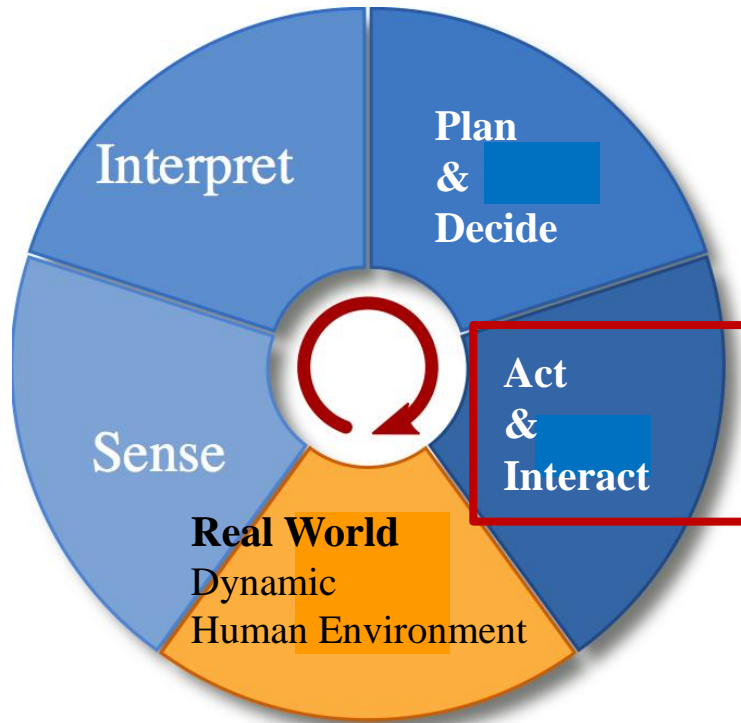 Interpret
Plan
&
Decide
Act
&
Interact
Sense
Real World
Dynamic
Human Environment